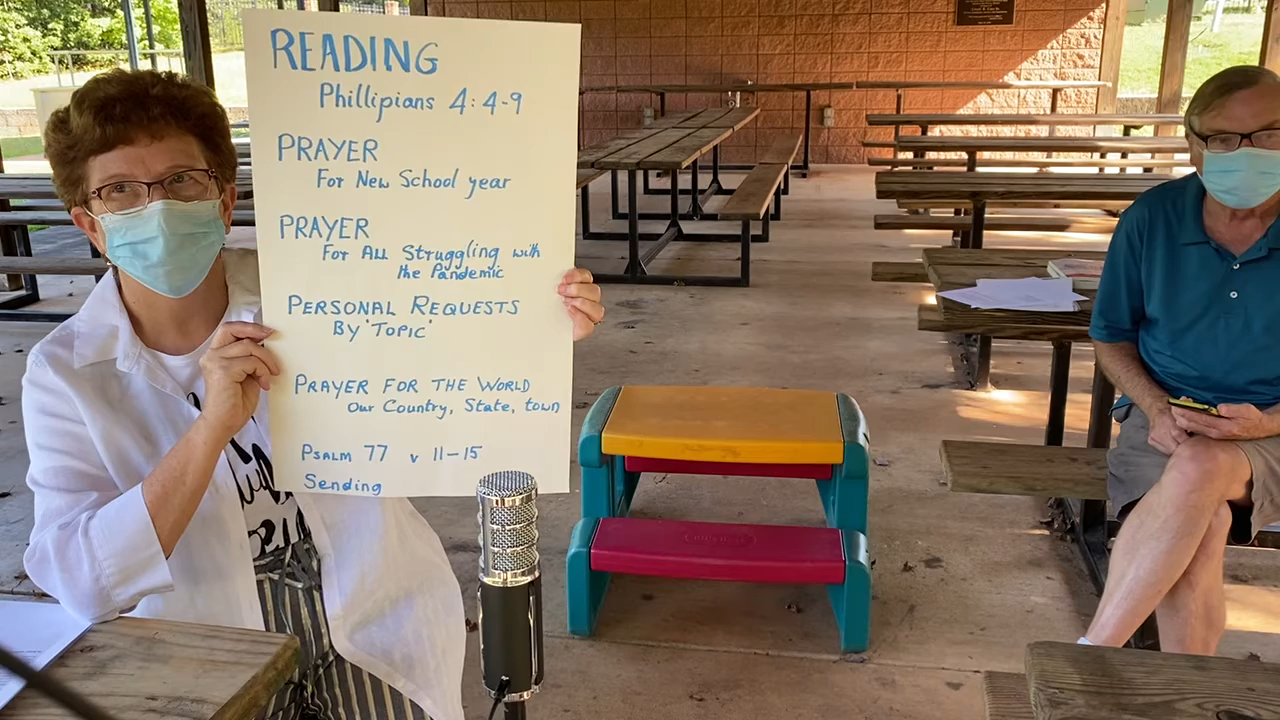 READING
Phillipians 4:4-9
PRAYER
For New School year
PRAYER
For All Struggling with
the Pandemic
PERSONAL REQUESTS
BY 'TOPIC'
PRAYER FOR THE WORLD
Our Country, State, town
PSALM 77 v 11-15
Sending